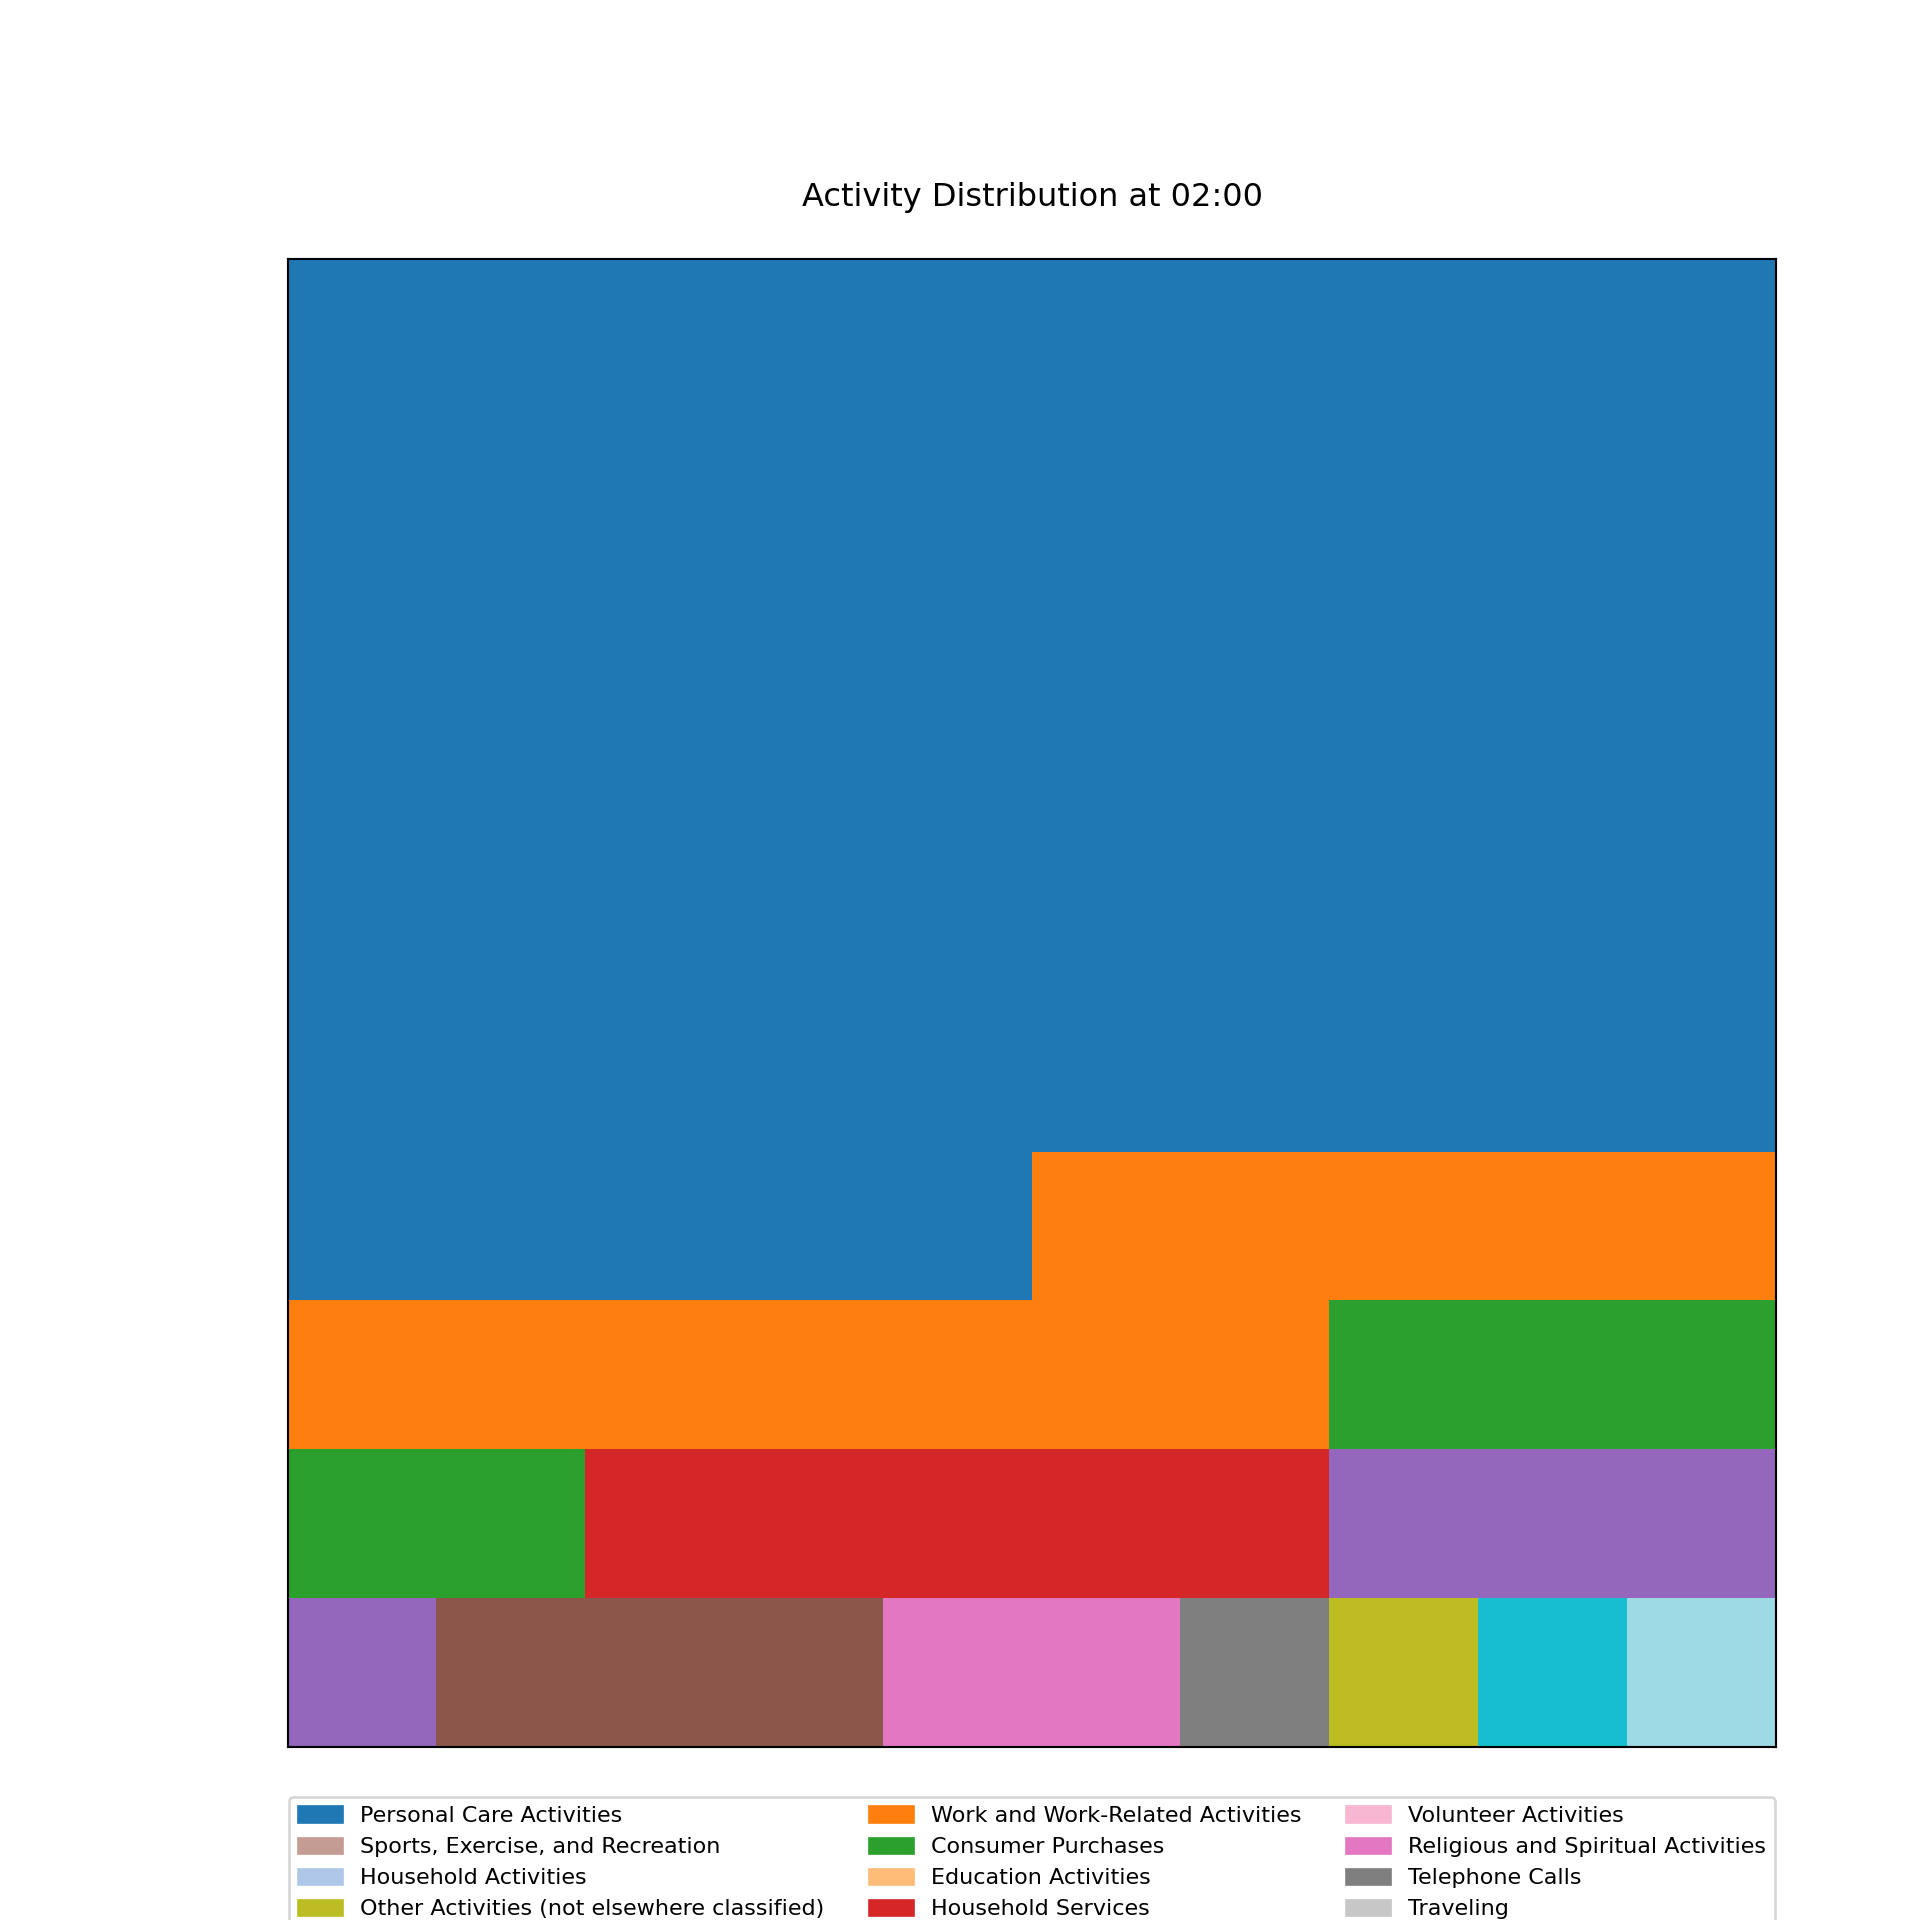 Activity Distribution at 02:00
Personal Care Activities Work and Work-Related Activities Volunteer Activities
Sports, Exercise, and Recreation Consumer Purchases Religious and Spiritual Activities
Household Activities Education Activities Telephone Calls
Other Activities (not elsewhere classified) Household Services Traveling